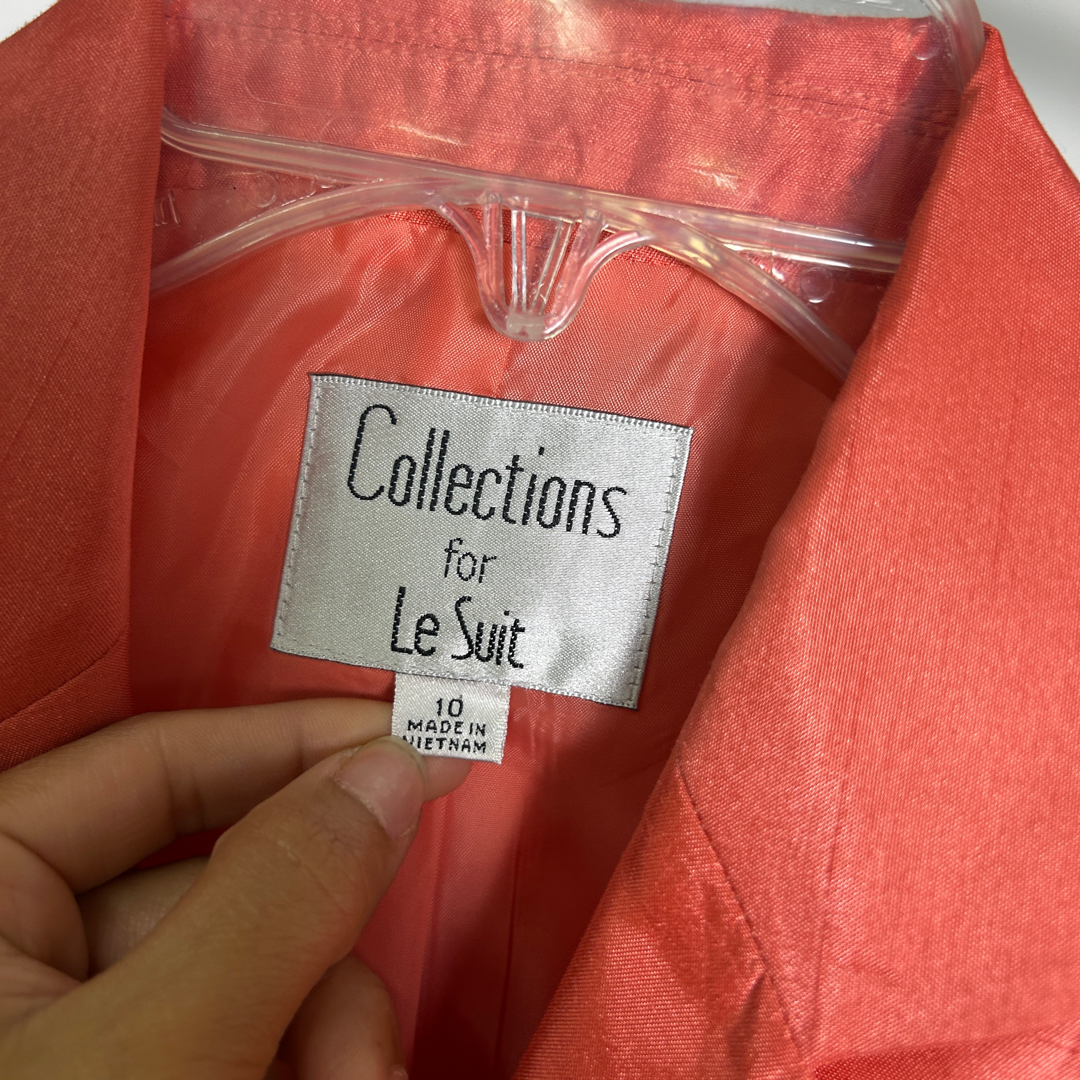 Collections
for
Le Suit
10
MADE IN
VIETNAM